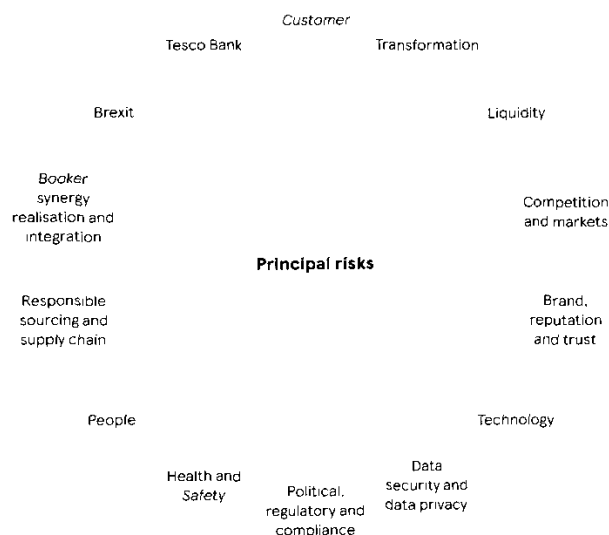 Customer
Tesco Bank
Transformation
Brexit
Liquidity
Booker
synergy
realisation and
integration
Competition
and markets
Principal risks
Responsible
sourcing and
supply chain
Brand,
reputation
and trust
People
Technology
Health and
Safety
Political,
regulatory and
compliance
Data
security and
data privacy